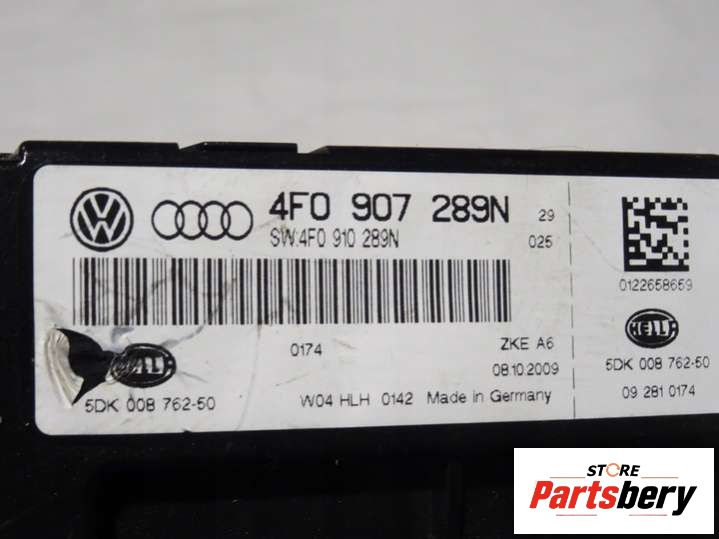 4F0 907 289N 29
SW:4F0 910 289N 025
0174 ZKE A6
08.10.2009
5DK 008 762-50
W04 HLH 0142 Made in Germany
0122658659
HELLA
5DK 008 762-50
09 281 0174
STORE
Partsbery